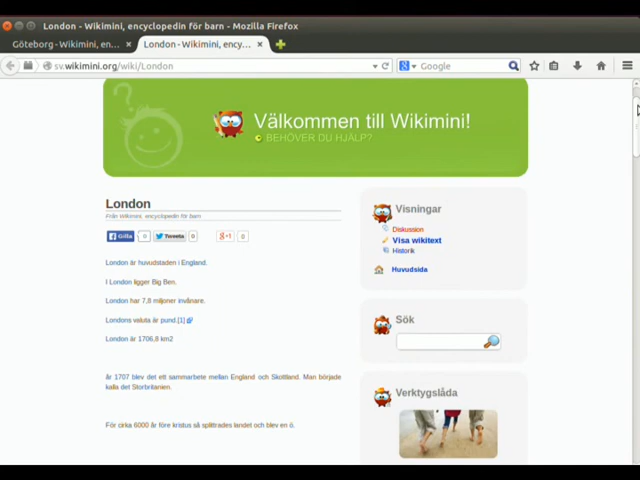 London - Wikimini, encyclopedin för barn - Mozilla Firefox
Göteborg - Wikimini, en...
London - Wikimini, ency...
sv.wikimini.org/wiki/London
Google
Välkommen till Wikimini!
BEHÖVER DU HJÄLP?
London
Från Wikimini, encyclopedin för barn
Gilla 0 Tweeta 0 g+1 0
London är huvudstaden i England.
I London ligger Big Ben.
London har 7,8 miljoner invånare.
Londons valuta är pund.[1]
London är 1706,8 km2
år 1707 blev det ett sammarbete mellan England och Skottland. Man började
kalla det Storbritanien.
För cirka 6000 år före kristus så splittrades landet och blev en ö.
Visningar
Diskussion
Visa wikitext
Historik
Huvudsida
Sök
Verktygslåda